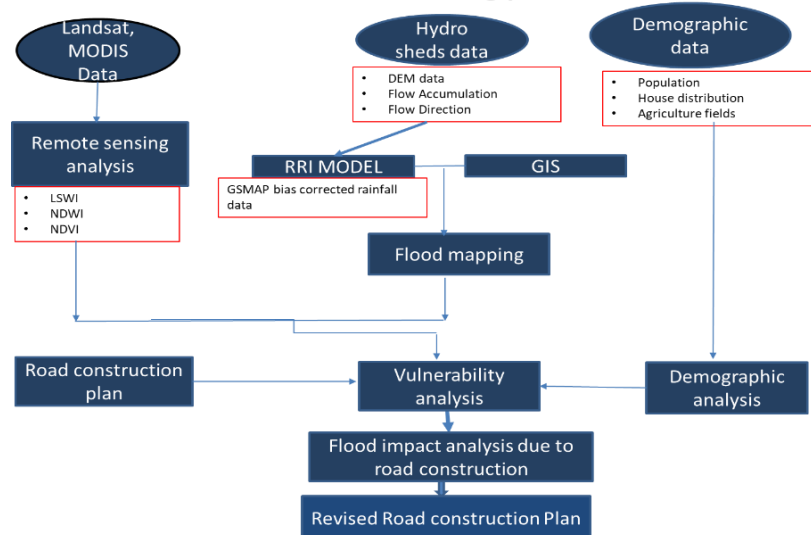 Landsat,
MODIS
Data
Hydro
sheds data
Demographic
data
• DEM data
• Flow Accumulation
• Flow Direction
• Population
• House distribution
• Agriculture fields
Remote sensing
analysis
• LSWI
• NDWI
• NDVI
RRI MODEL
GIS
GSMAP bias corrected rainfall
data
Flood mapping
Road construction
plan
Vulnerability
analysis
Demographic
analysis
Flood impact analysis due to
road construction
Revised Road construction Plan